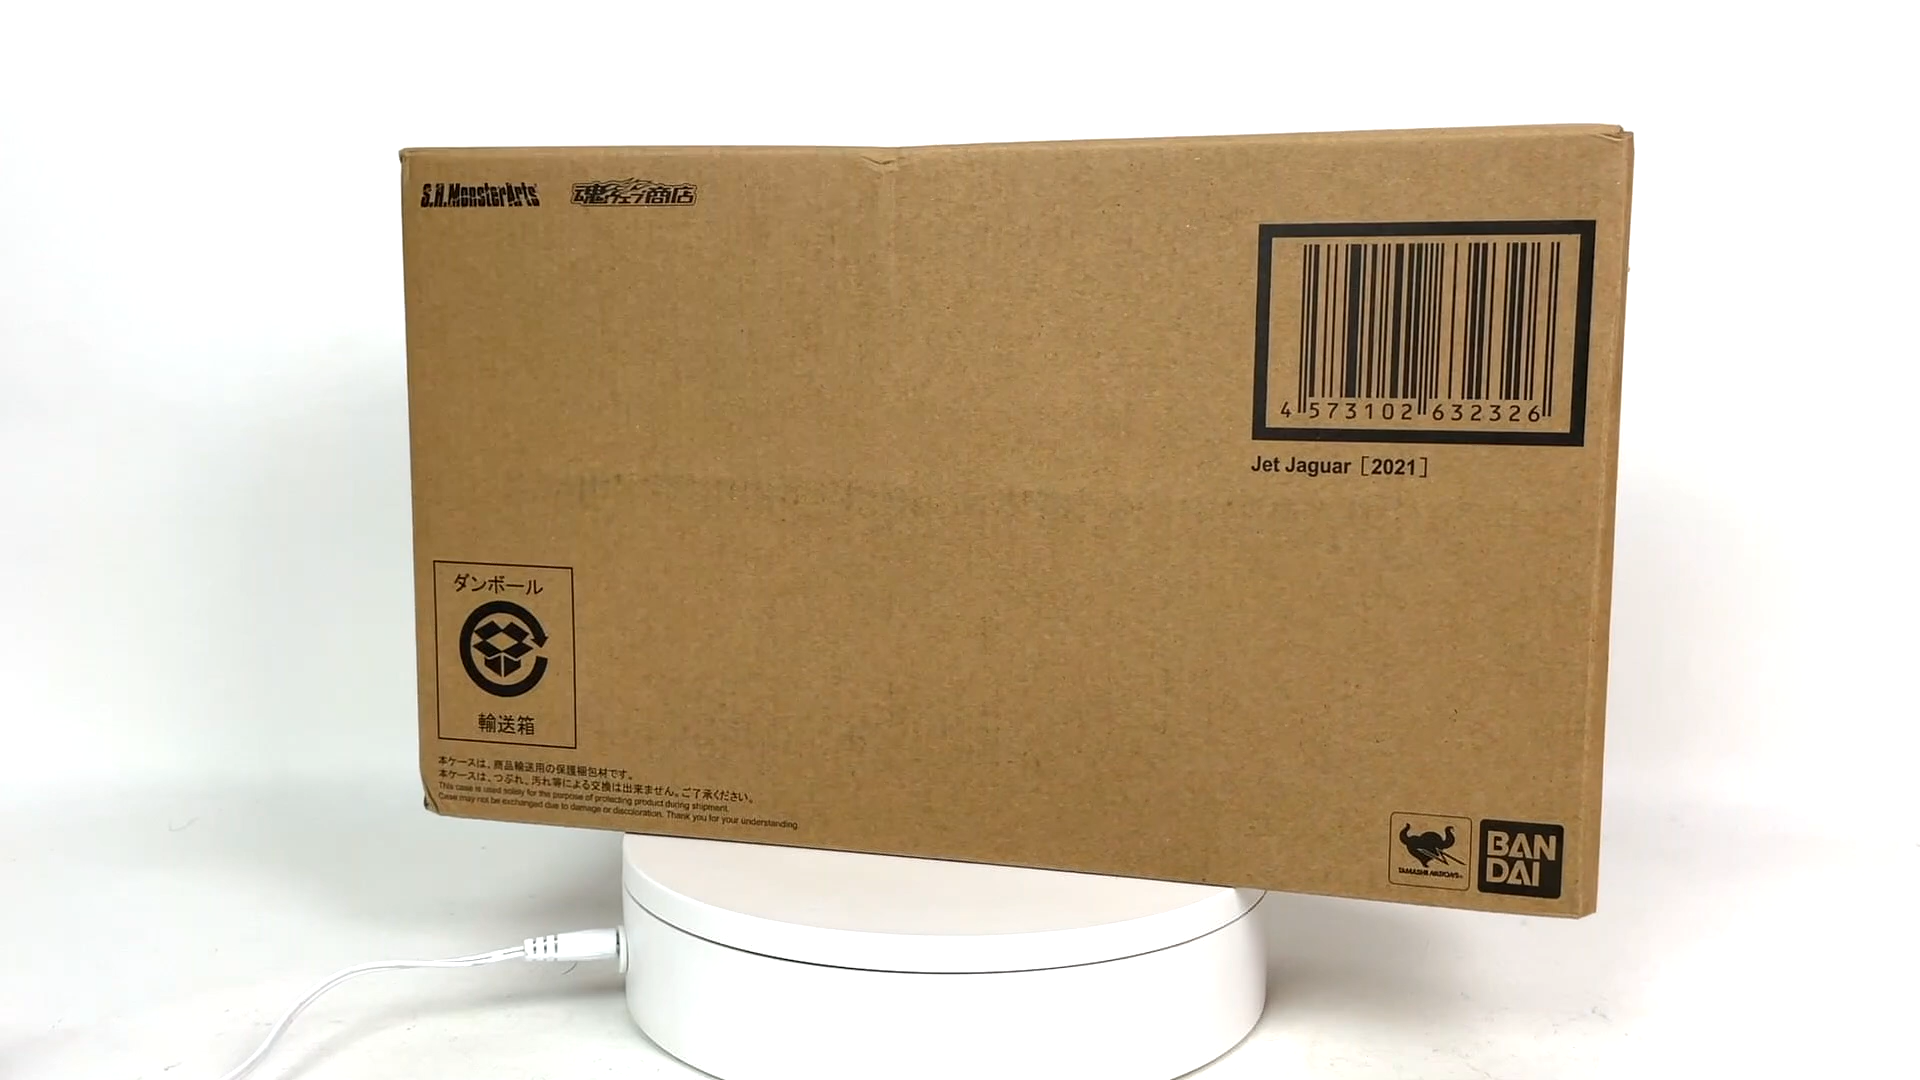 S.H.MonsterArts
魂ウェブ商店
4 573102 632326
Jet Jaguar [2021]
ダンボール
輸送箱
本ケースは、商品輸送用の保護梱包材です。
本ケースは、つぶれ、汚れ等による交換は出来ません。ご了承ください。
This case is used solely for the purpose of protecting product during shipment.
Case may not be exchanged due to damage or discoloration. Thank you for your understanding
TAMASHII NATIONS
BAN
DAI